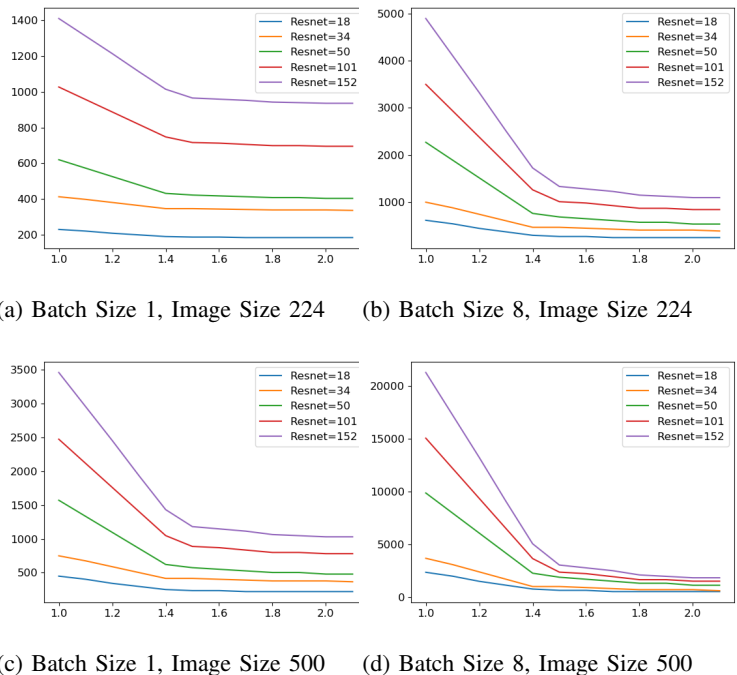 1400
1200
1000
800
600
400
200
1.0 1.2 1.4 1.6 1.8 2.0
Resnet=18
Resnet=34
Resnet=50
Resnet=101
Resnet=152
5000
4000
3000
2000
1000
1.0 1.2 1.4 1.6 1.8 2.0
Resnet=18
Resnet=34
Resnet=50
Resnet=101
Resnet=152
(a) Batch Size 1, Image Size 224
(b) Batch Size 8, Image Size 224
3500
3000
2500
2000
1500
1000
500
1.0 1.2 1.4 1.6 1.8 2.0
Resnet=18
Resnet=34
Resnet=50
Resnet=101
Resnet=152
20000
15000
10000
5000
0
1.0 1.2 1.4 1.6 1.8 2.0
Resnet=18
Resnet=34
Resnet=50
Resnet=101
Resnet=152
(c) Batch Size 1, Image Size 500
(d) Batch Size 8, Image Size 500